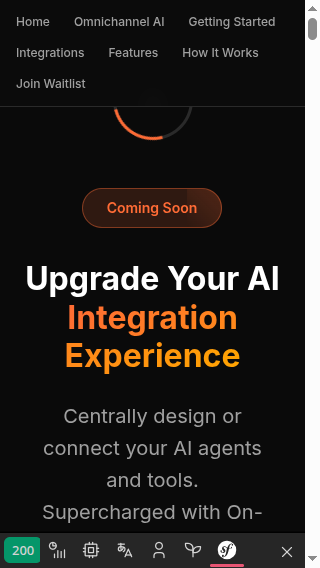 Home Omnichannel AI Getting Started
Integrations Features How It Works
Join Waitlist
Coming Soon
Upgrade Your AI
Integration
Experience
Centrally design or
connect your AI agents
and tools.
Supercharged with On-
200